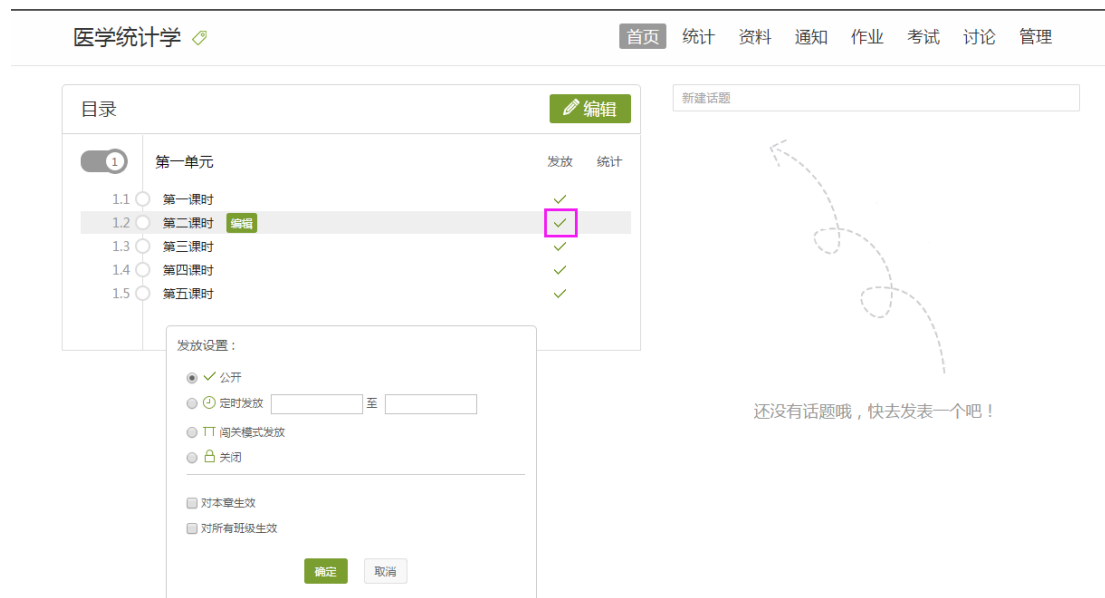 医学统计学
首页 统计 资料 通知 作业 考试 讨论 管理
目录
编辑
新建话题
1 第一单元 发放 统计
1.1 第一课时
1.2 第二课时 编辑
1.3 第三课时
1.4 第四课时
1.5 第五课时
发放设置：
公开
定时发放 至
闯关模式发放
关闭
对本章生效
对所有班级生效
确定 取消
还没有话题哦，快去发表一个吧！